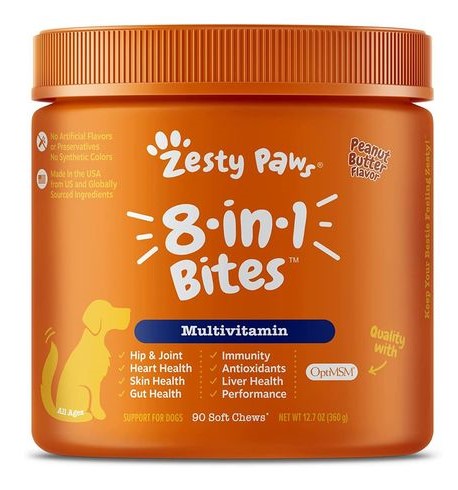 No Artificial Flavors
or Preservatives
No Synthetic Colors
Made in the USA
from US and Globally
Sourced Ingredients
Zesty Paws®
Peanut
Butter
Flavor
8·in·1
Bites™
Multivitamin
✓ Hip & Joint
✓ Heart Health
✓ Skin Health
✓ Gut Health
✓ Immunity
✓ Antioxidants
✓ Liver Health
✓ Performance
Quality
with
OptiMSM®
All Ages
SUPPORT FOR DOGS
90 Soft Chews*
NET WT 12.7 OZ (360g)
Keep Your Bestie Feeling Zesty!™